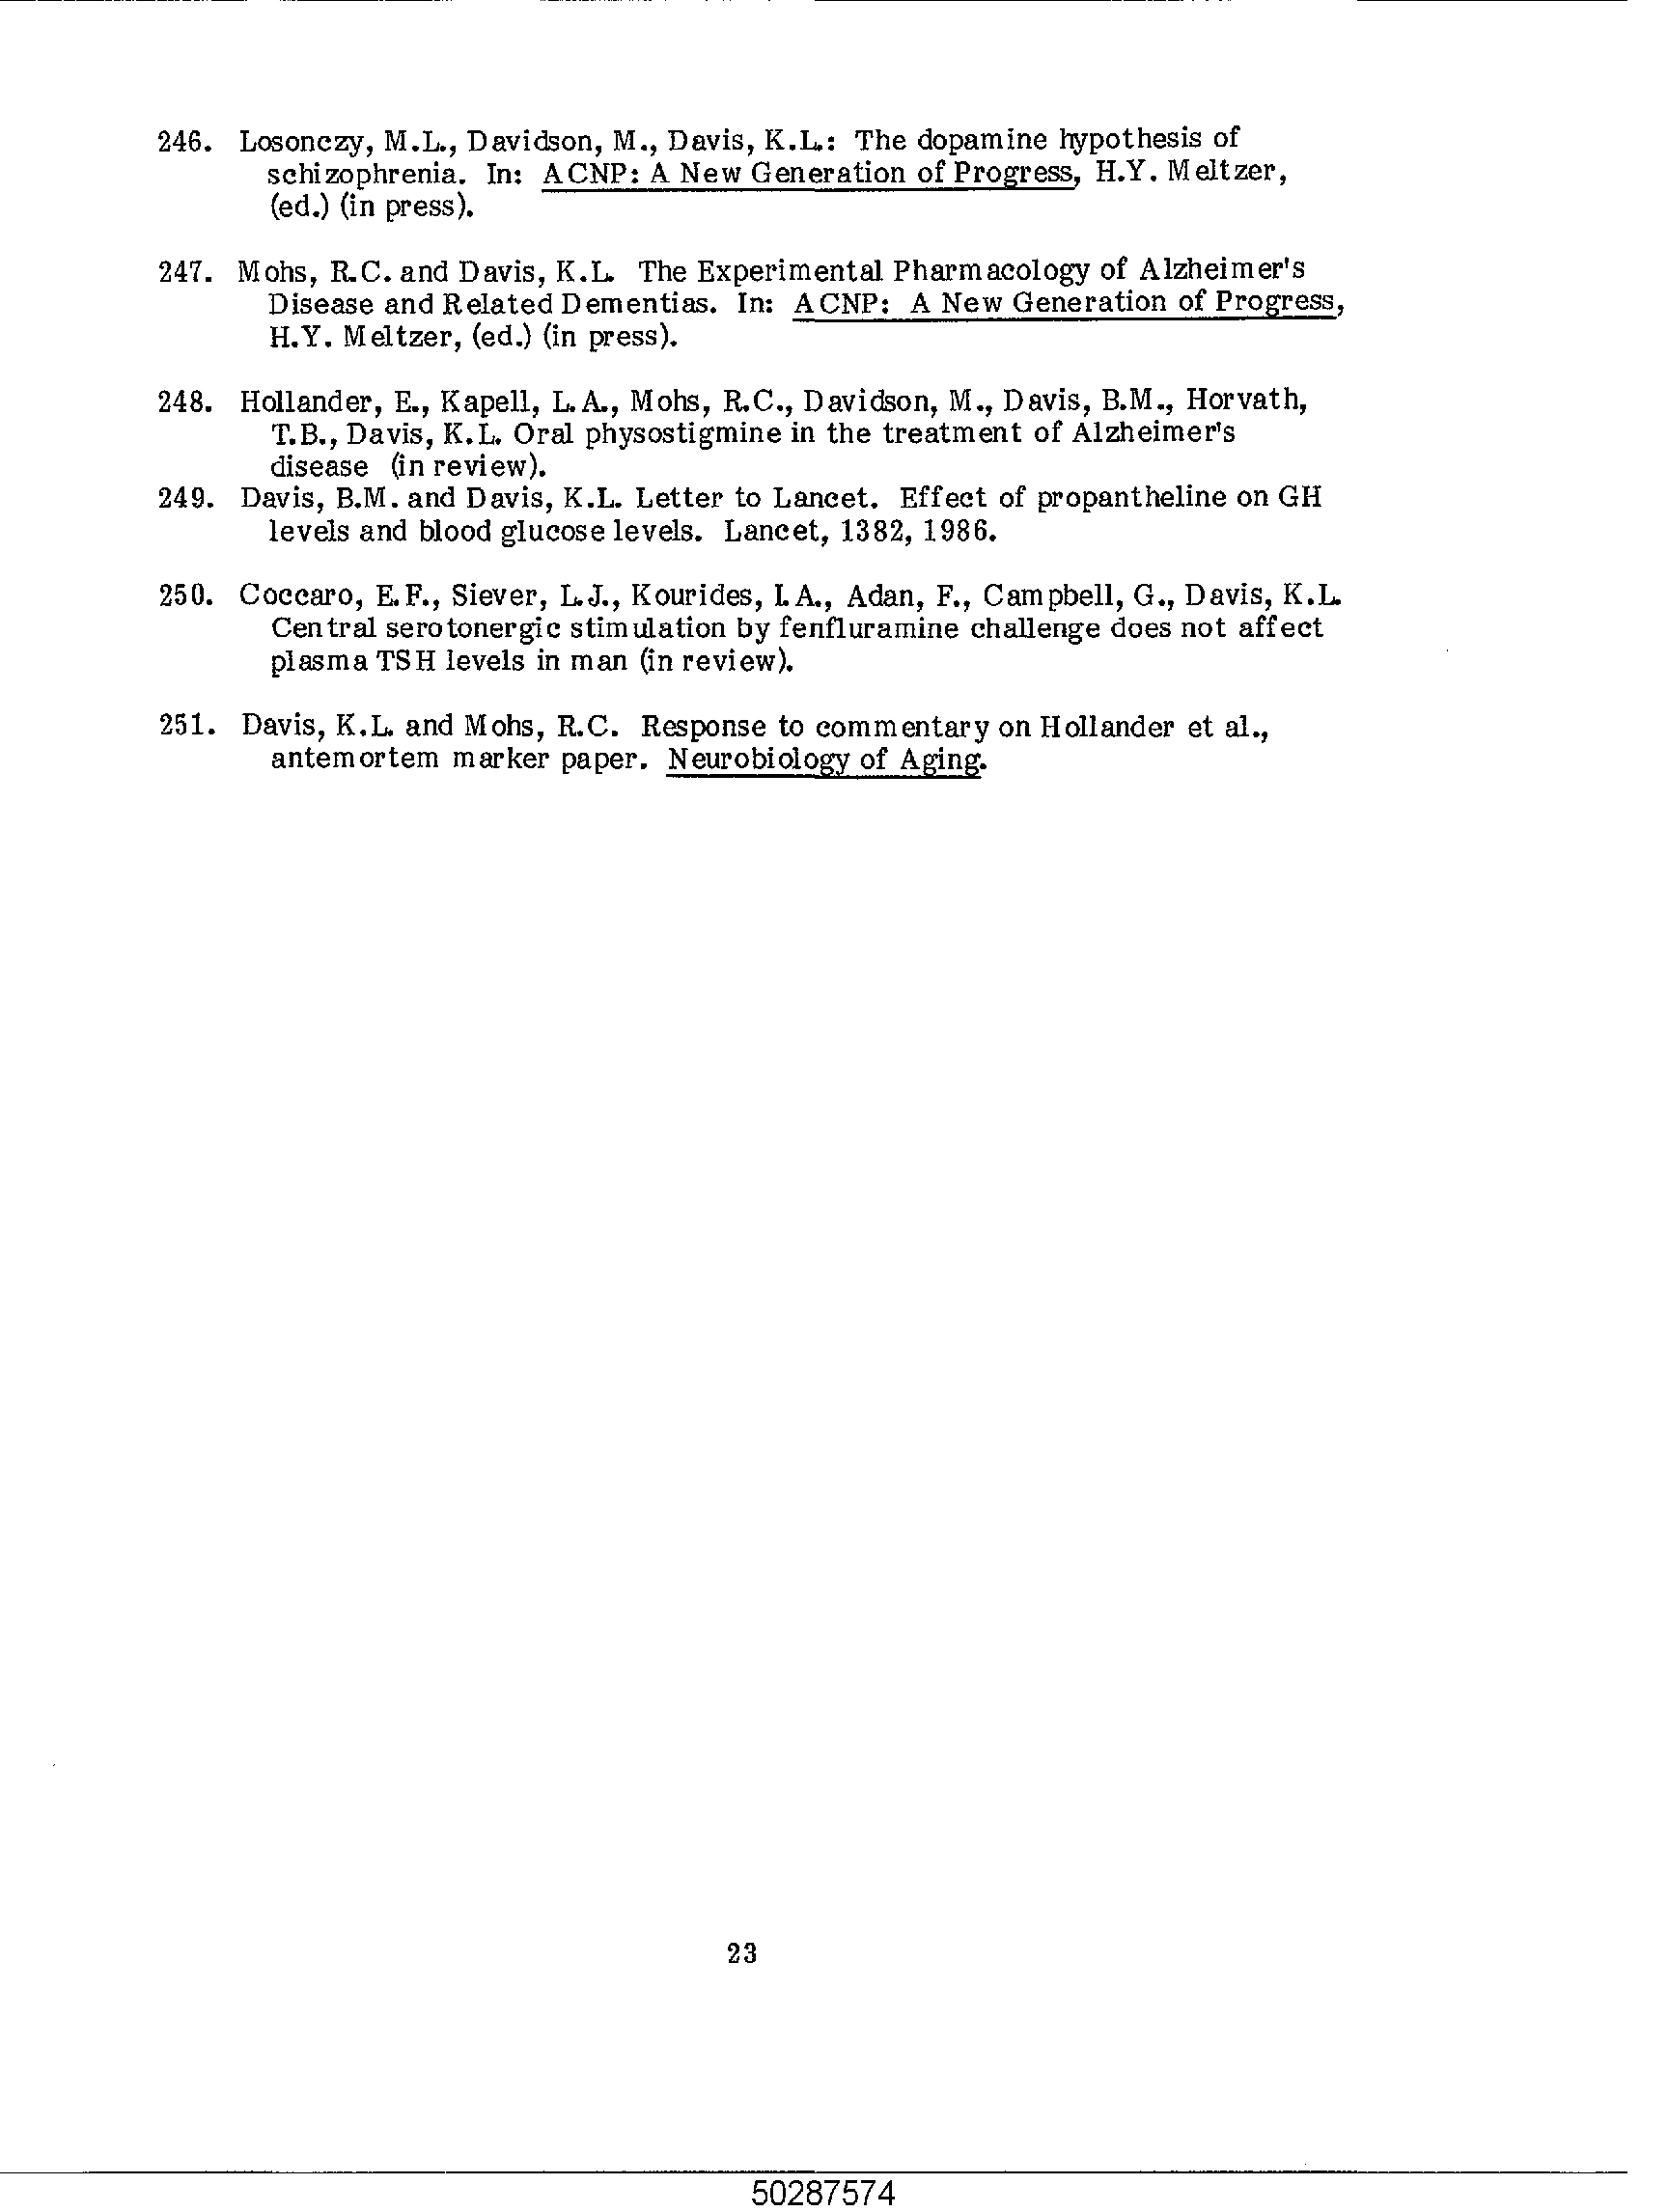 246. Losonczy, M.L., Davidson, M., Davis, K.L.: The dopamine hypothesis of
schizophrenia. In: ACNP: A New Generation of Progress, H.Y. Meltzer,
(ed.) (in press).
247. Mohs, R.C. and Davis, K.L. The Experimental Pharmacology of Alzheimer's
Disease and Related Dementias. In: ACNP: A New Generation of Progress,
H.Y. Meltzer, (ed.) (in press).
248. Hollander, E., Kapell, L.A., Mohs, R.C., Davidson, M., Davis, B.M., Horvath,
T.B., Davis, K.L. Oral physostigmine in the treatment of Alzheimer's
disease (in review).
249. Davis, B.M. and Davis, K.L. Letter to Lancet. Effect of propantheline on GH
levels and blood glucose levels. Lancet, 1382, 1986.
250. Coccaro, E.F., Siever, L.J., Kourides, I.A., Adan, F., Campbell, G., Davis, K.L.
Central serotonergic stimulation by fenfluramine challenge does not affect
plasma TSH levels in man (in review).
251. Davis, K.L. and Mohs, R.C. Response to commentary on Hollander et al.,
antemortem marker paper. Neurobiology of Aging.
23
50287574